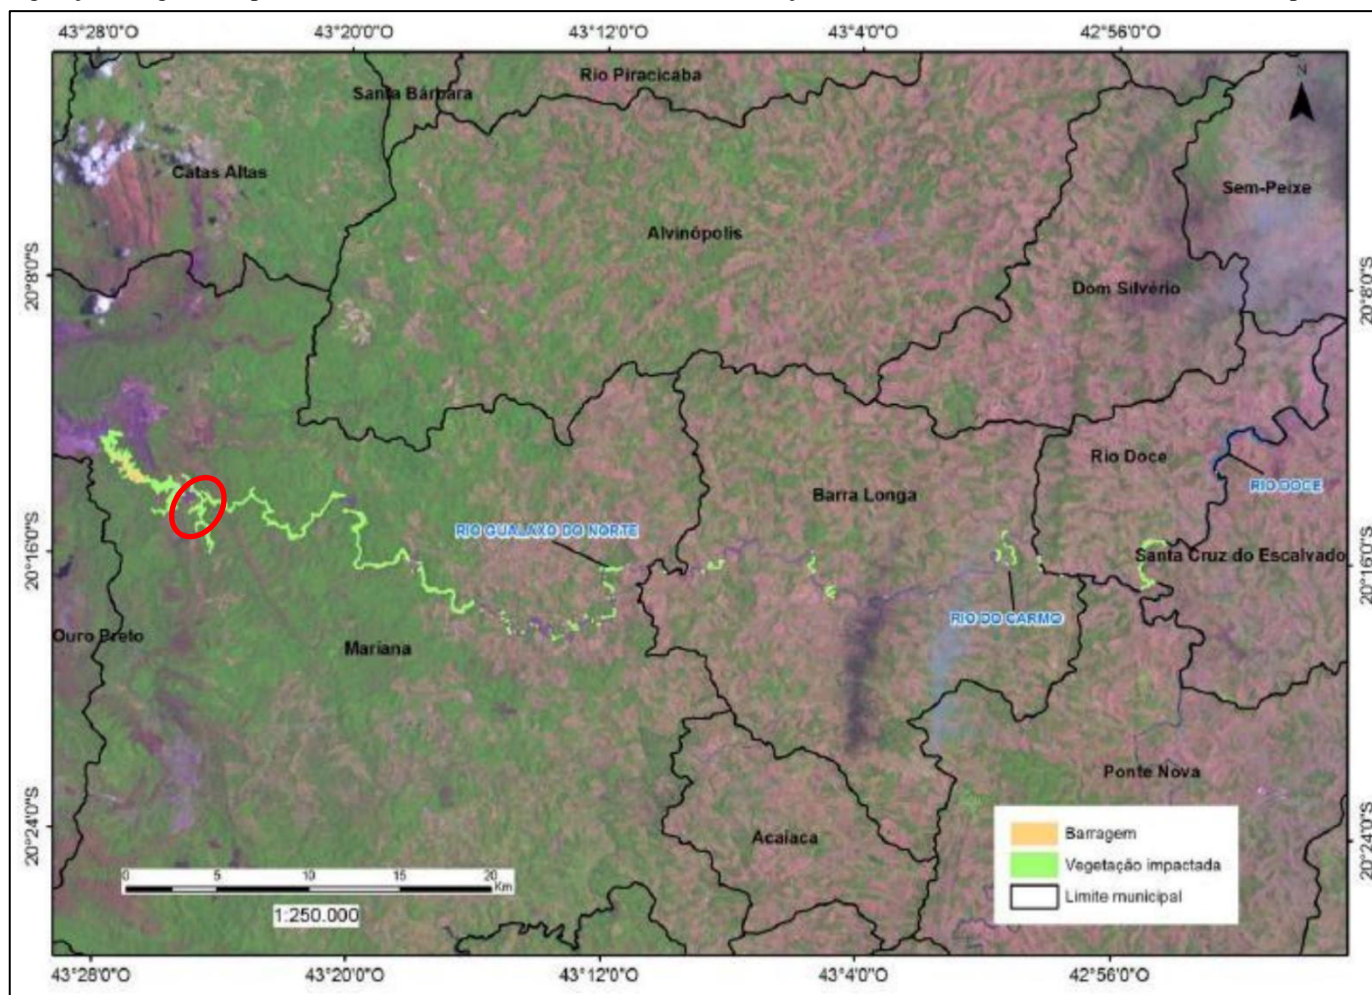 43°28'0"O 43°20'0"O 43°12'0"O 43°4'0"O 42°56'0"O
Rio Piracicaba
N
Santa Bárbara
Catas Altas
Sem-Peixe
Alvinópolis
20°8'0"S
Dom Silvério
20°8'0"S
Rio Doce
RIO DOCE
Barra Longa
RIO GUALAXO DO NORTE
20°16'0"S
Santa Cruz do Escalvado
20°16'0"S
RIO DO CARMO
Ouro Preto
Mariana
Ponte Nova
20°24'0"S
Acaiaca
Barragem
20°24'0"S
Vegetação impactada
0 5 10 15 20
Km
Limite municipal
1:250.000
43°28'0"O 43°20'0"O 43°12'0"O 43°4'0"O 42°56'0"O